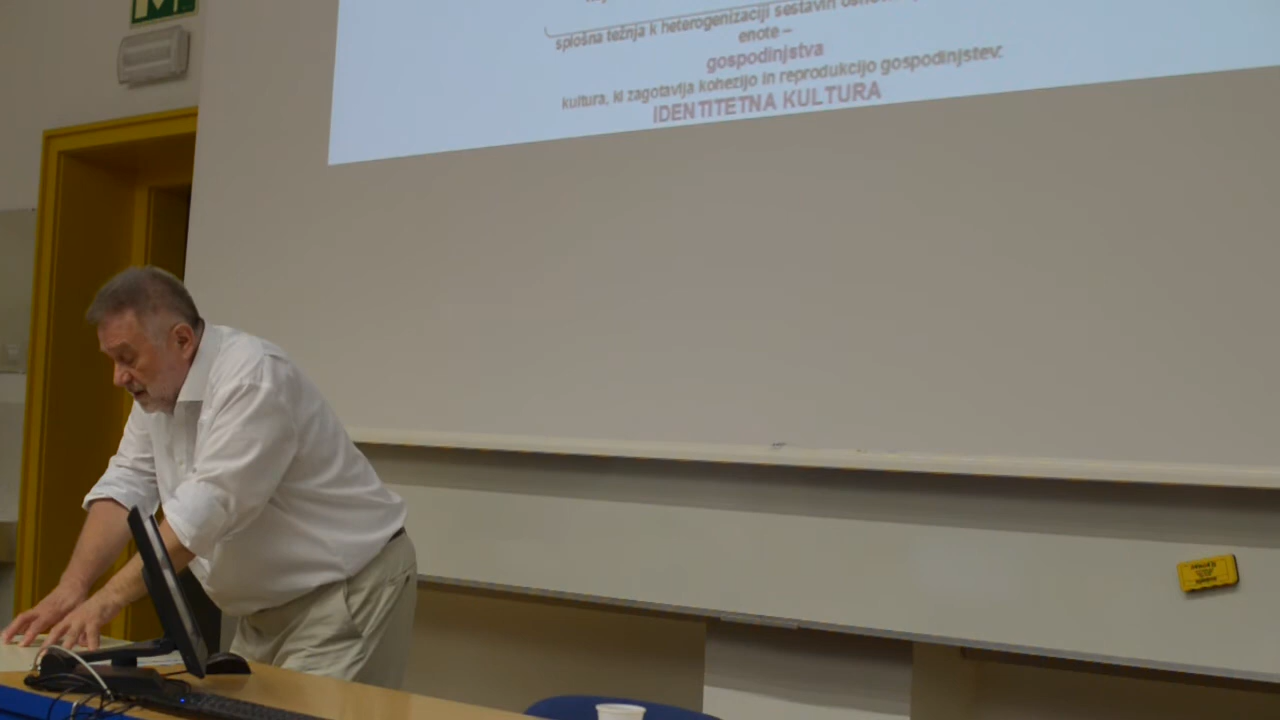 splošna težnja k heterogenizaciji sestavin
enote –
gospodinjstva
kultura, ki zagotavlja kohezijo in reprodukcijo gospodinjstev:
IDENTITETNA KULTURA